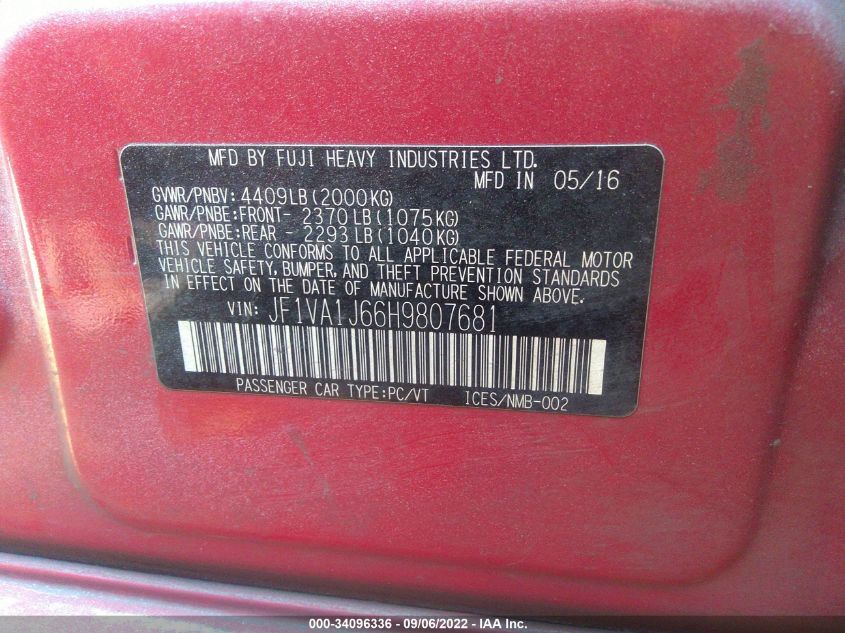 MFD BY FUJI HEAVY INDUSTRIES LTD.
MFD IN 05/16
GVWR/PNBV: 4409LB (2000KG)
GAWR/PNBE:FRONT- 2370 LB (1075KG)
GAWR/PNBE:REAR - 2293 LB (1040KG)
THIS VEHICLE CONFORMS TO ALL APPLICABLE FEDERAL MOTOR
VEHICLE SAFETY, BUMPER, AND THEFT PREVENTION STANDARDS
IN EFFECT ON THE DATE OF MANUFACTURE SHOWN ABOVE.
VIN: JF1VA1J66H9807681
PASSENGER CAR TYPE:PC/VT ICES/NMB-002
000-34096336 - 09/06/2022 - IAA Inc.